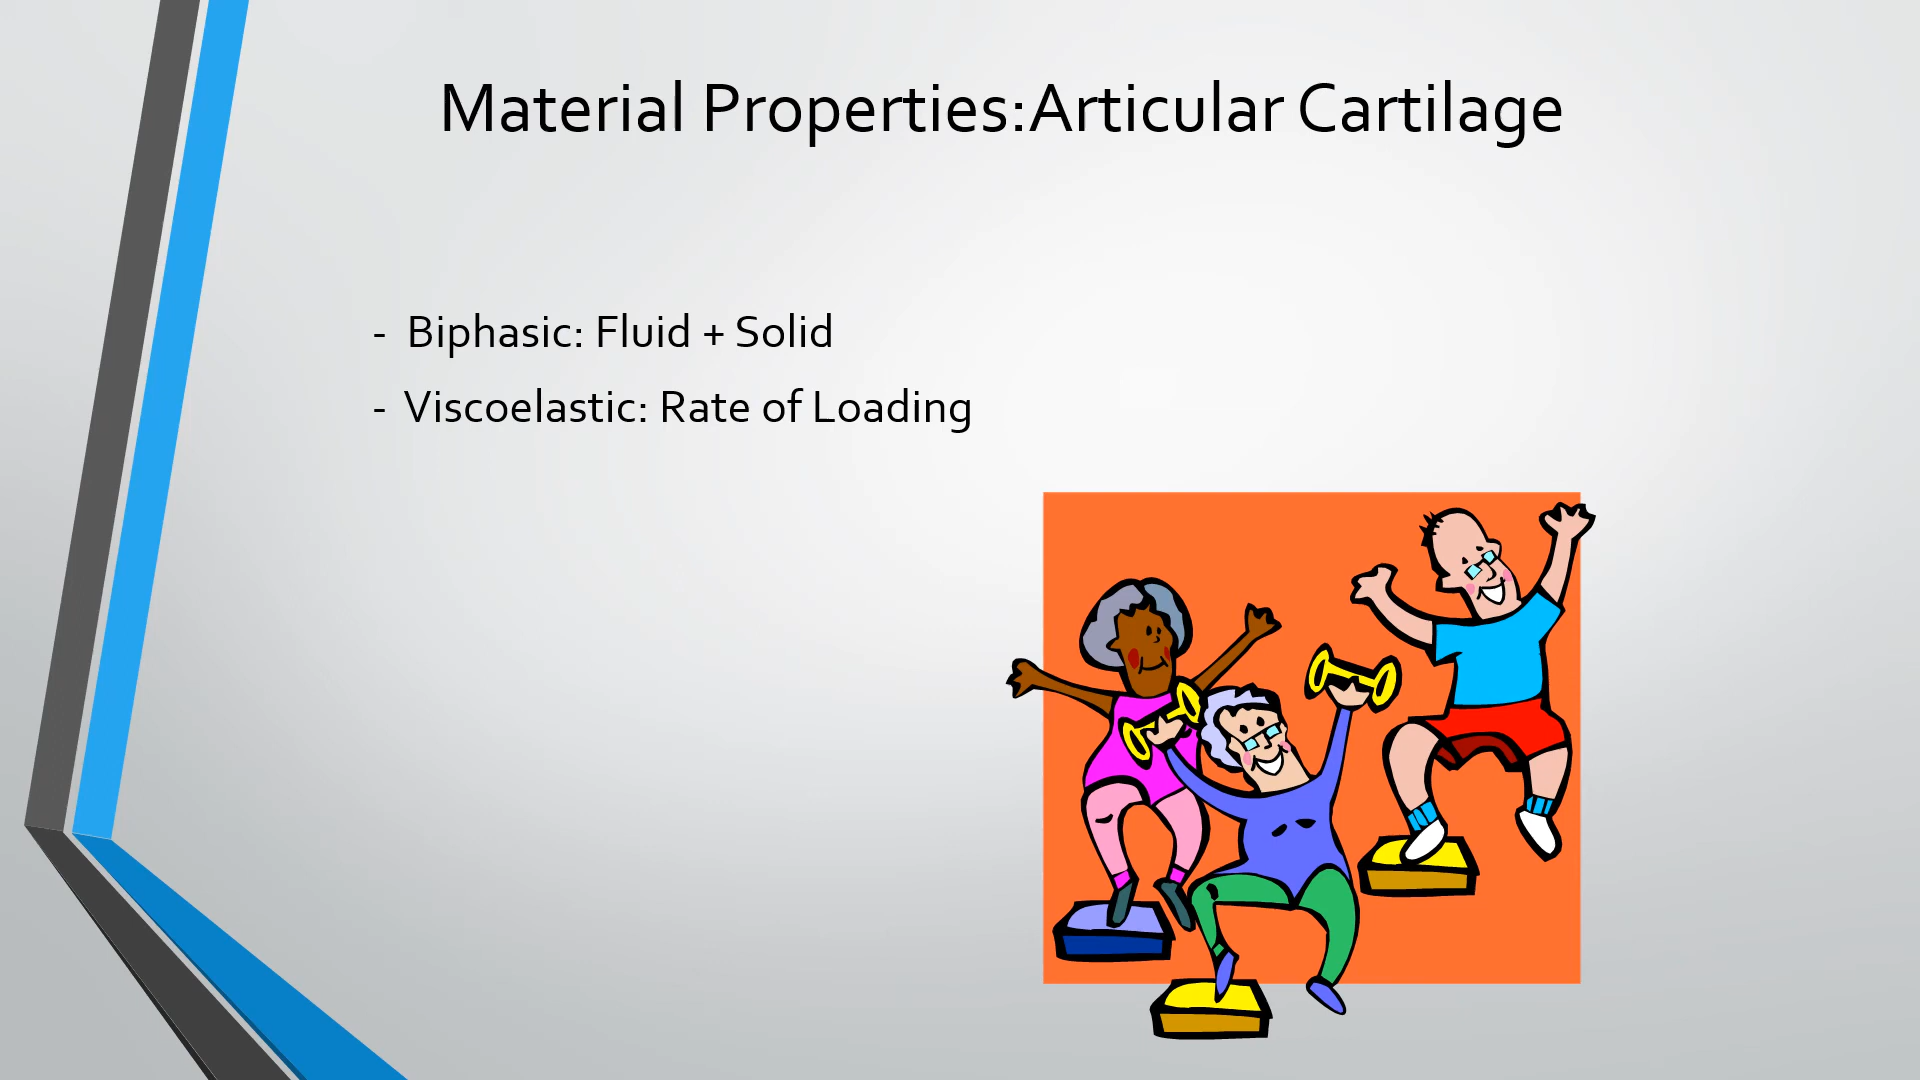 Material Properties:Articular Cartilage
- Biphasic: Fluid + Solid
- Viscoelastic: Rate of Loading